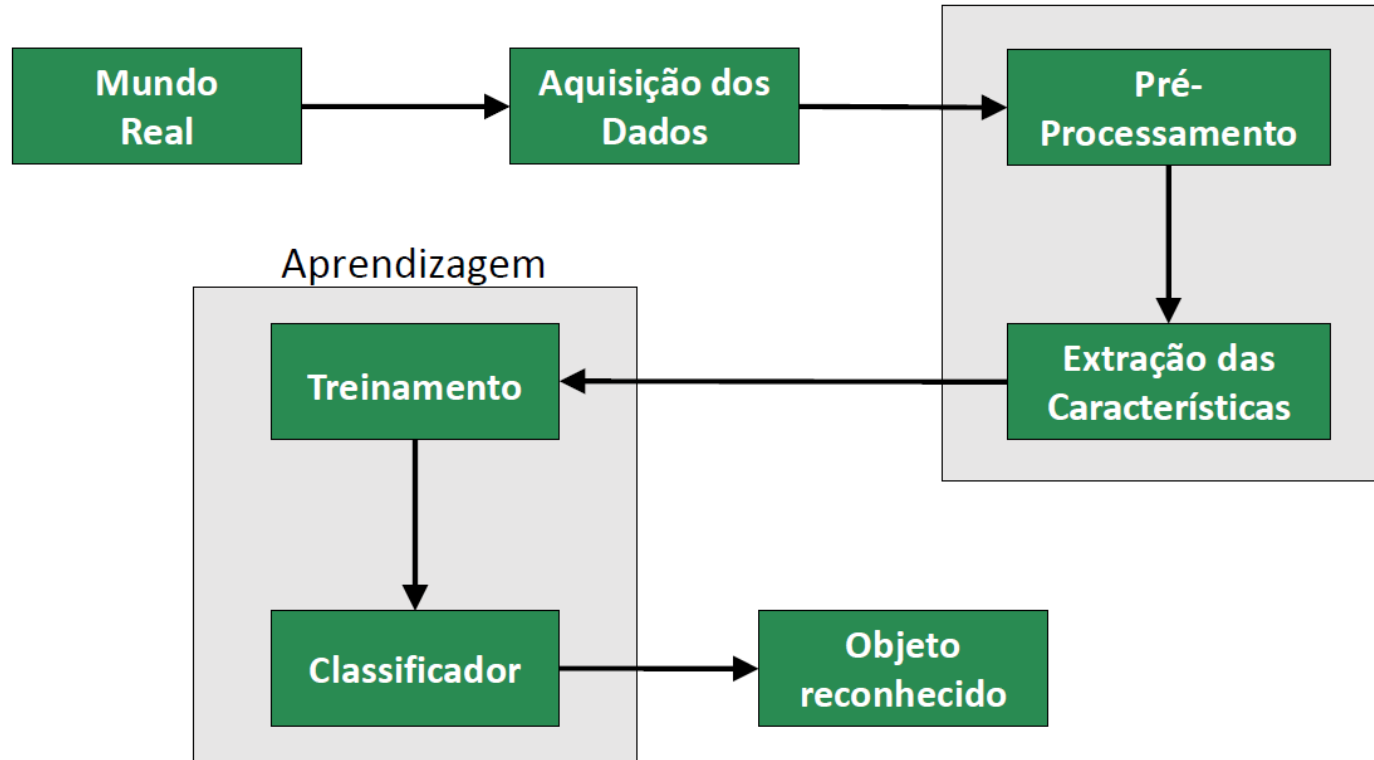 Mundo
Real
Aquisição dos
Dados
Pré-
Processamento
Extração das
Características
Aprendizagem
Treinamento
Classificador
Objeto
reconhecido